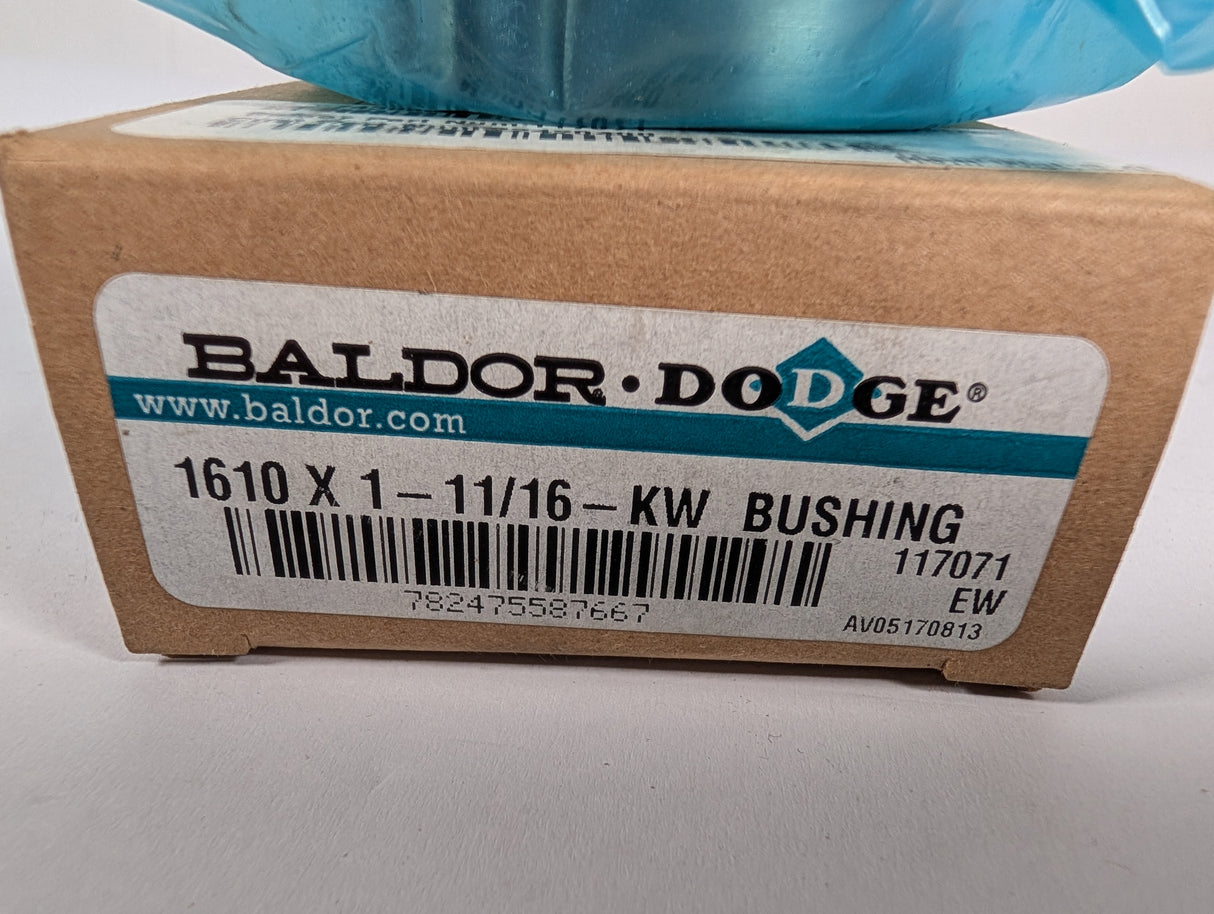 BALDOR • DODGE®
www.baldor.com
1610 X 1 – 11/16 – KW BUSHING
117071
782475587667
EW
AV05170813